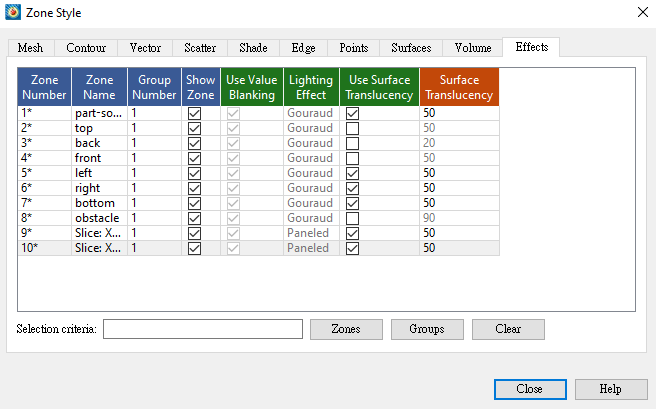 Zone Style
Mesh Contour Vector Scatter Shade Edge Points Surfaces Volume Effects
Zone Number Zone Name Group Number Show Zone Use Value Blanking Lighting Effect Use Surface Translucency Surface Translucency
1* part-so... 1 Gouraud 50
2* top 1 Gouraud 50
3* back 1 Gouraud 20
4* front 1 Gouraud 50
5* left 1 Gouraud 50
6* right 1 Gouraud 50
7* bottom 1 Gouraud 50
8* obstacle 1 Gouraud 90
9* Slice: X... 1 Paneled 50
10* Slice: X... 1 Paneled 50
Selection criteria: Zones Groups Clear
Close Help